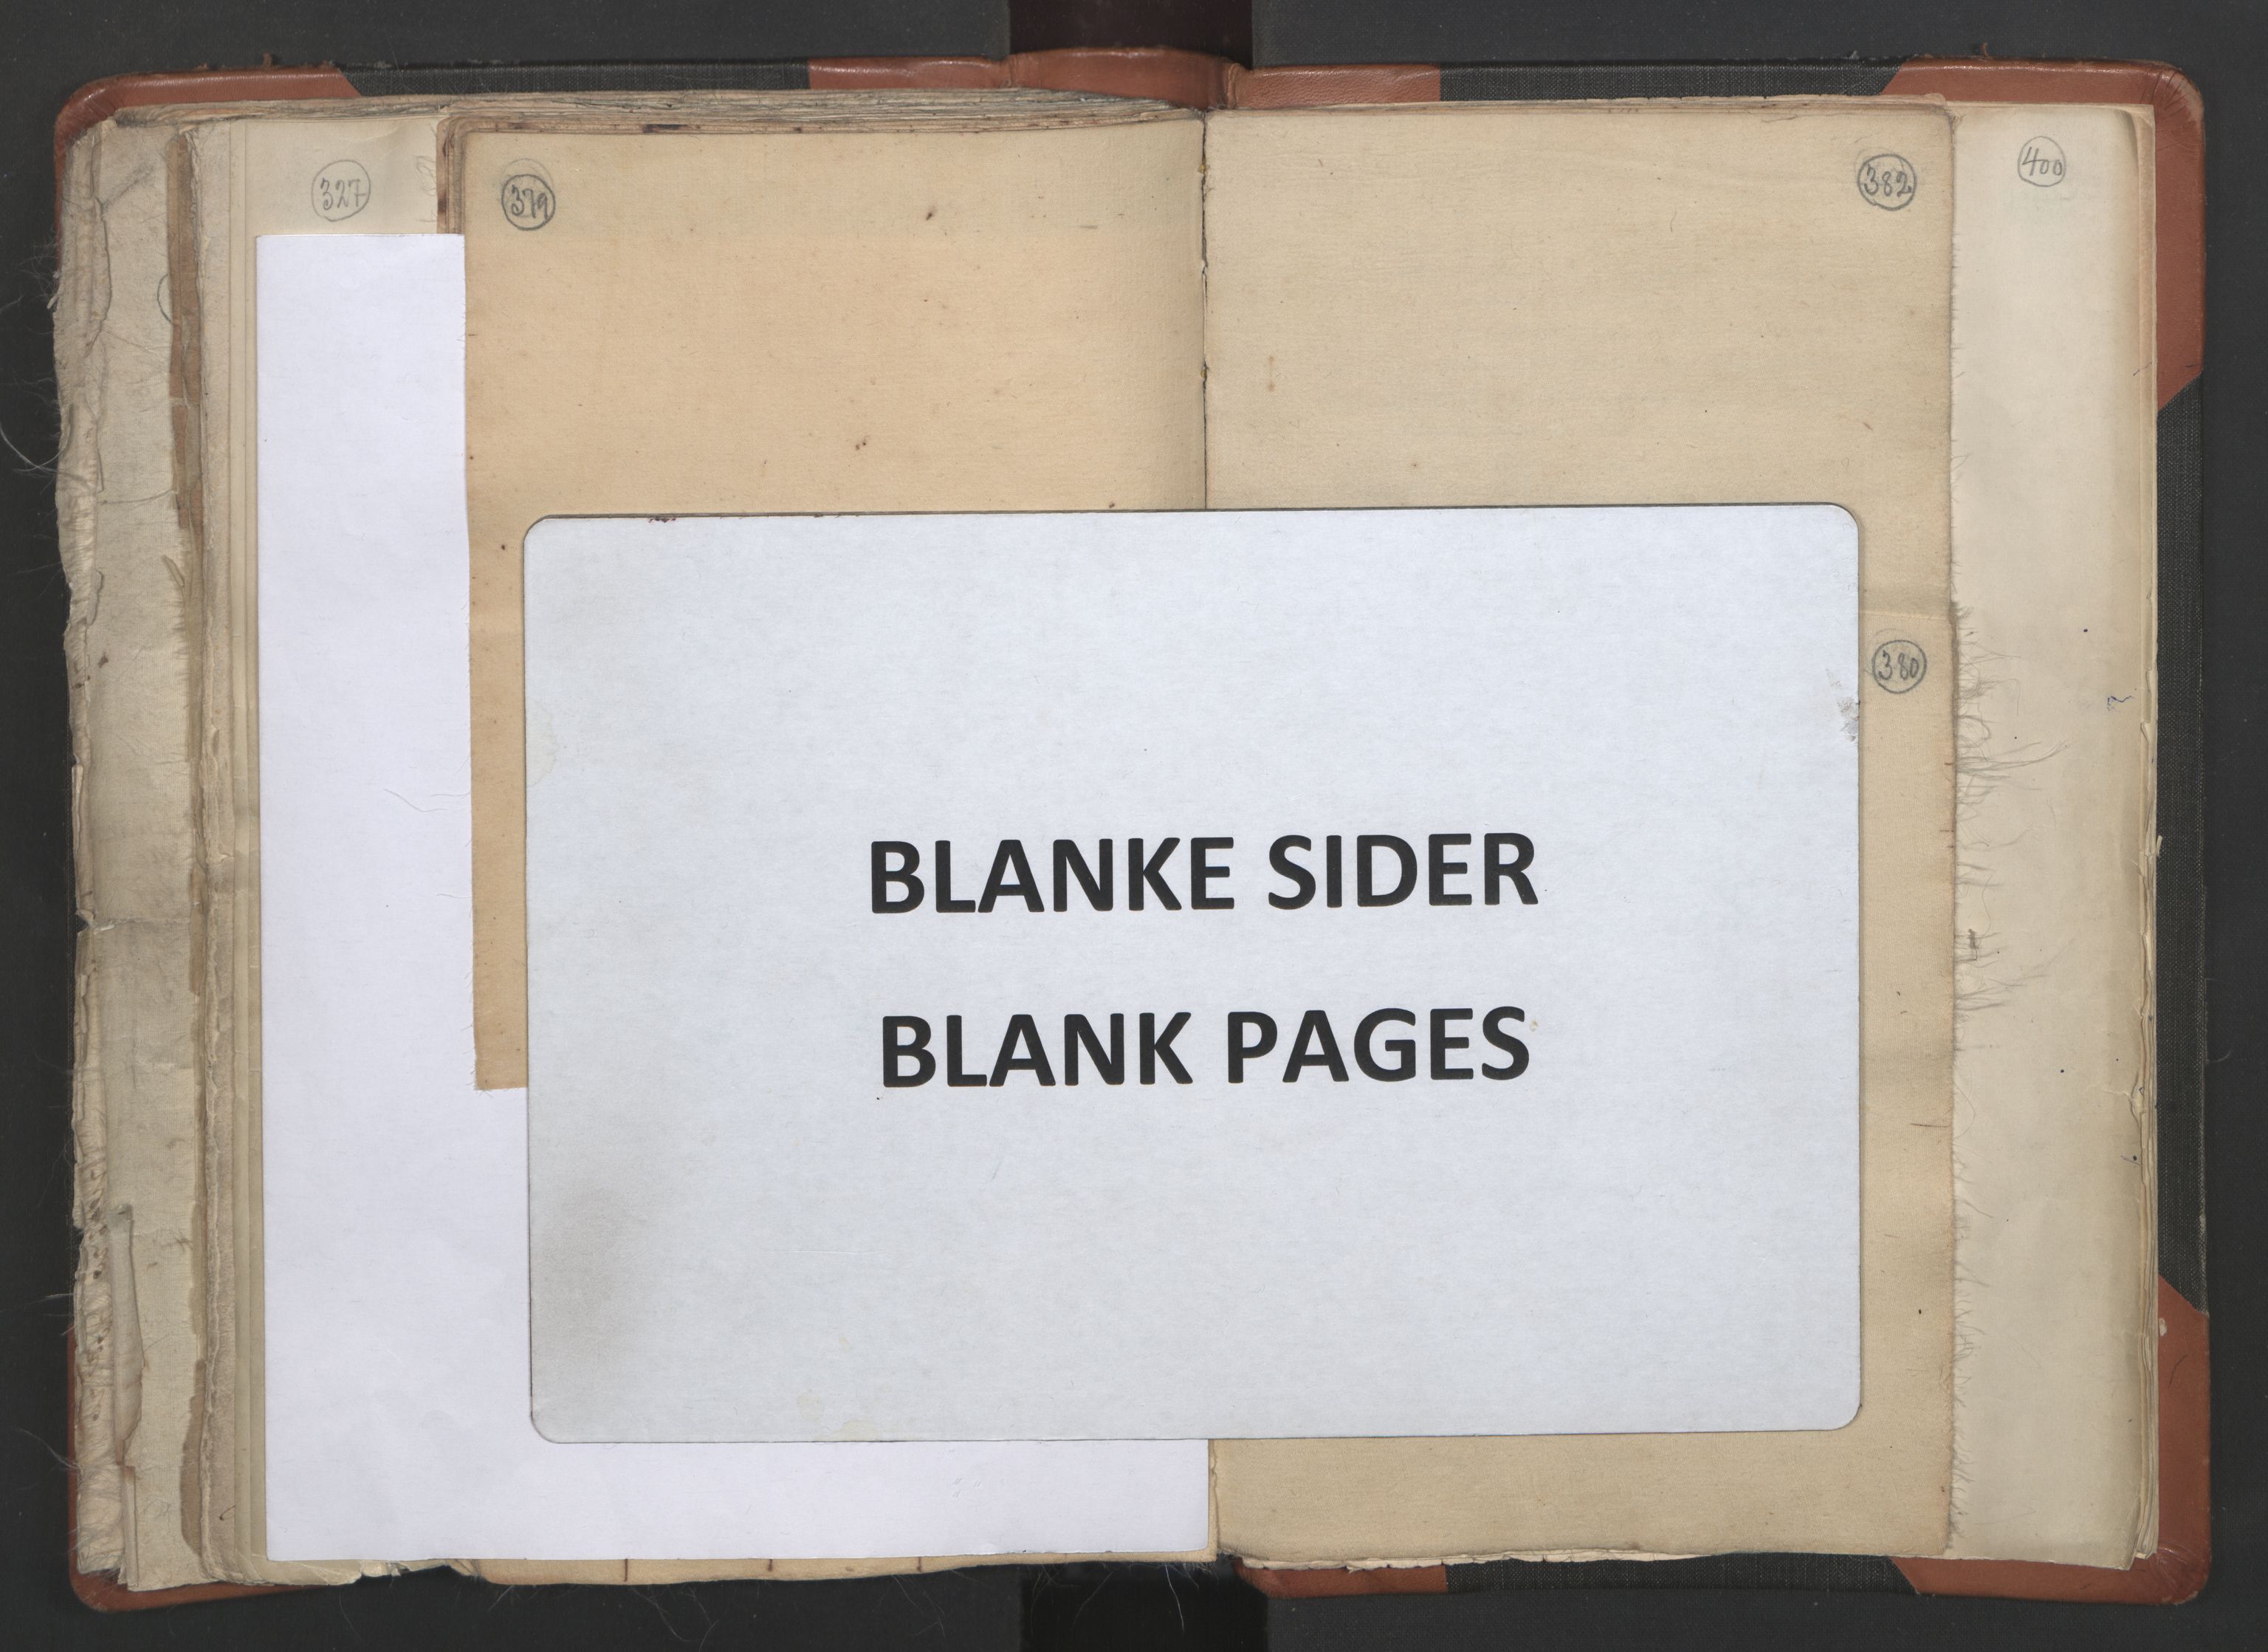 327
379
382
400
380
BLANKE SIDER
BLANK PAGES